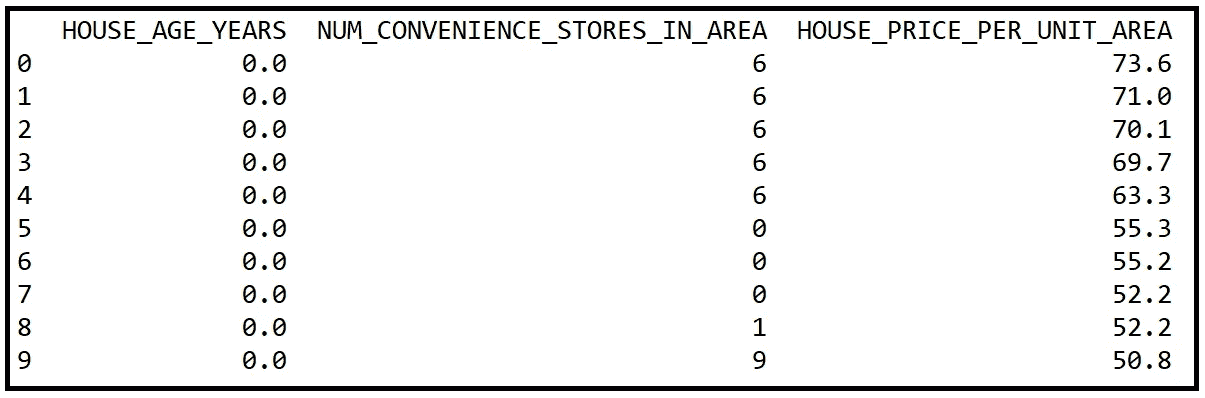 HOUSE_AGE_YEARS NUM_CONVENIENCE_STORES_IN_AREA HOUSE_PRICE_PER_UNIT_AREA
0 0.0 6 73.6
1 0.0 6 71.0
2 0.0 6 70.1
3 0.0 6 69.7
4 0.0 6 63.3
5 0.0 0 55.3
6 0.0 0 55.2
7 0.0 0 52.2
8 0.0 1 52.2
9 0.0 9 50.8